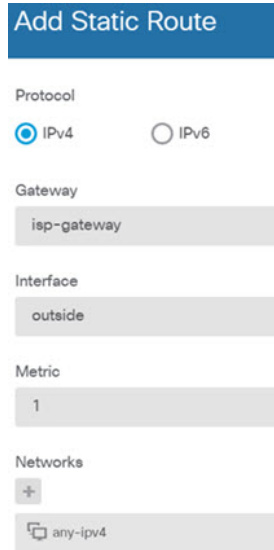 Add Static Route
Protocol
IPv4 IPv6
Gateway
isp-gateway
Interface
outside
Metric
1
Networks
+
any-ipv4